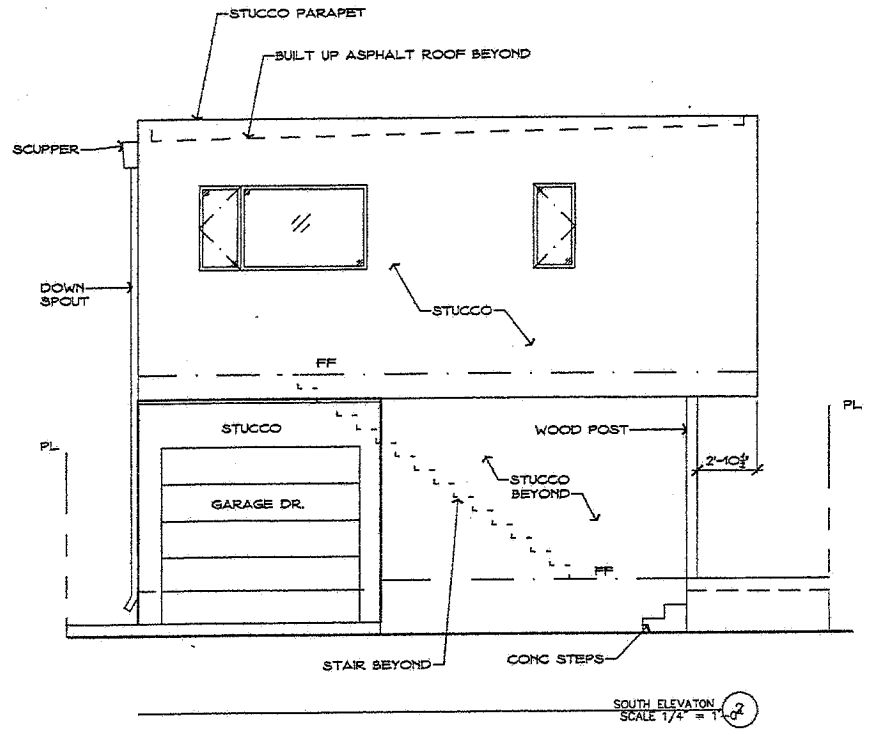 STUCCO PARAPET
BUILT UP ASPHALT ROOF BEYOND
SCUPPER
DOWN
SPOUT
STUCCO
FF
PL
STUCCO
WOOD POST
PL
2'-10½"
STUCCO
BEYOND
GARAGE DR.
FF
STAIR BEYOND
CONC STEPS
SOUTH ELEVATON
SCALE 1/4" = 1'-0"
2